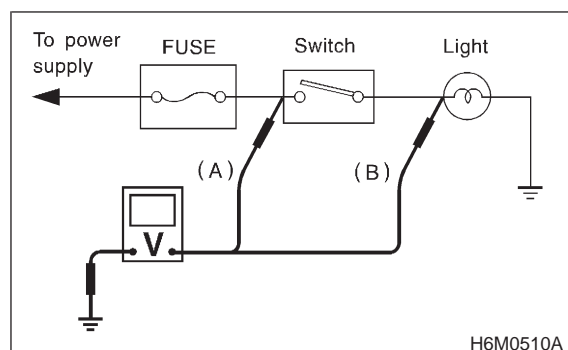 To power
supply
FUSE
Switch
Light
(A)
(B)
V
H6M0510A